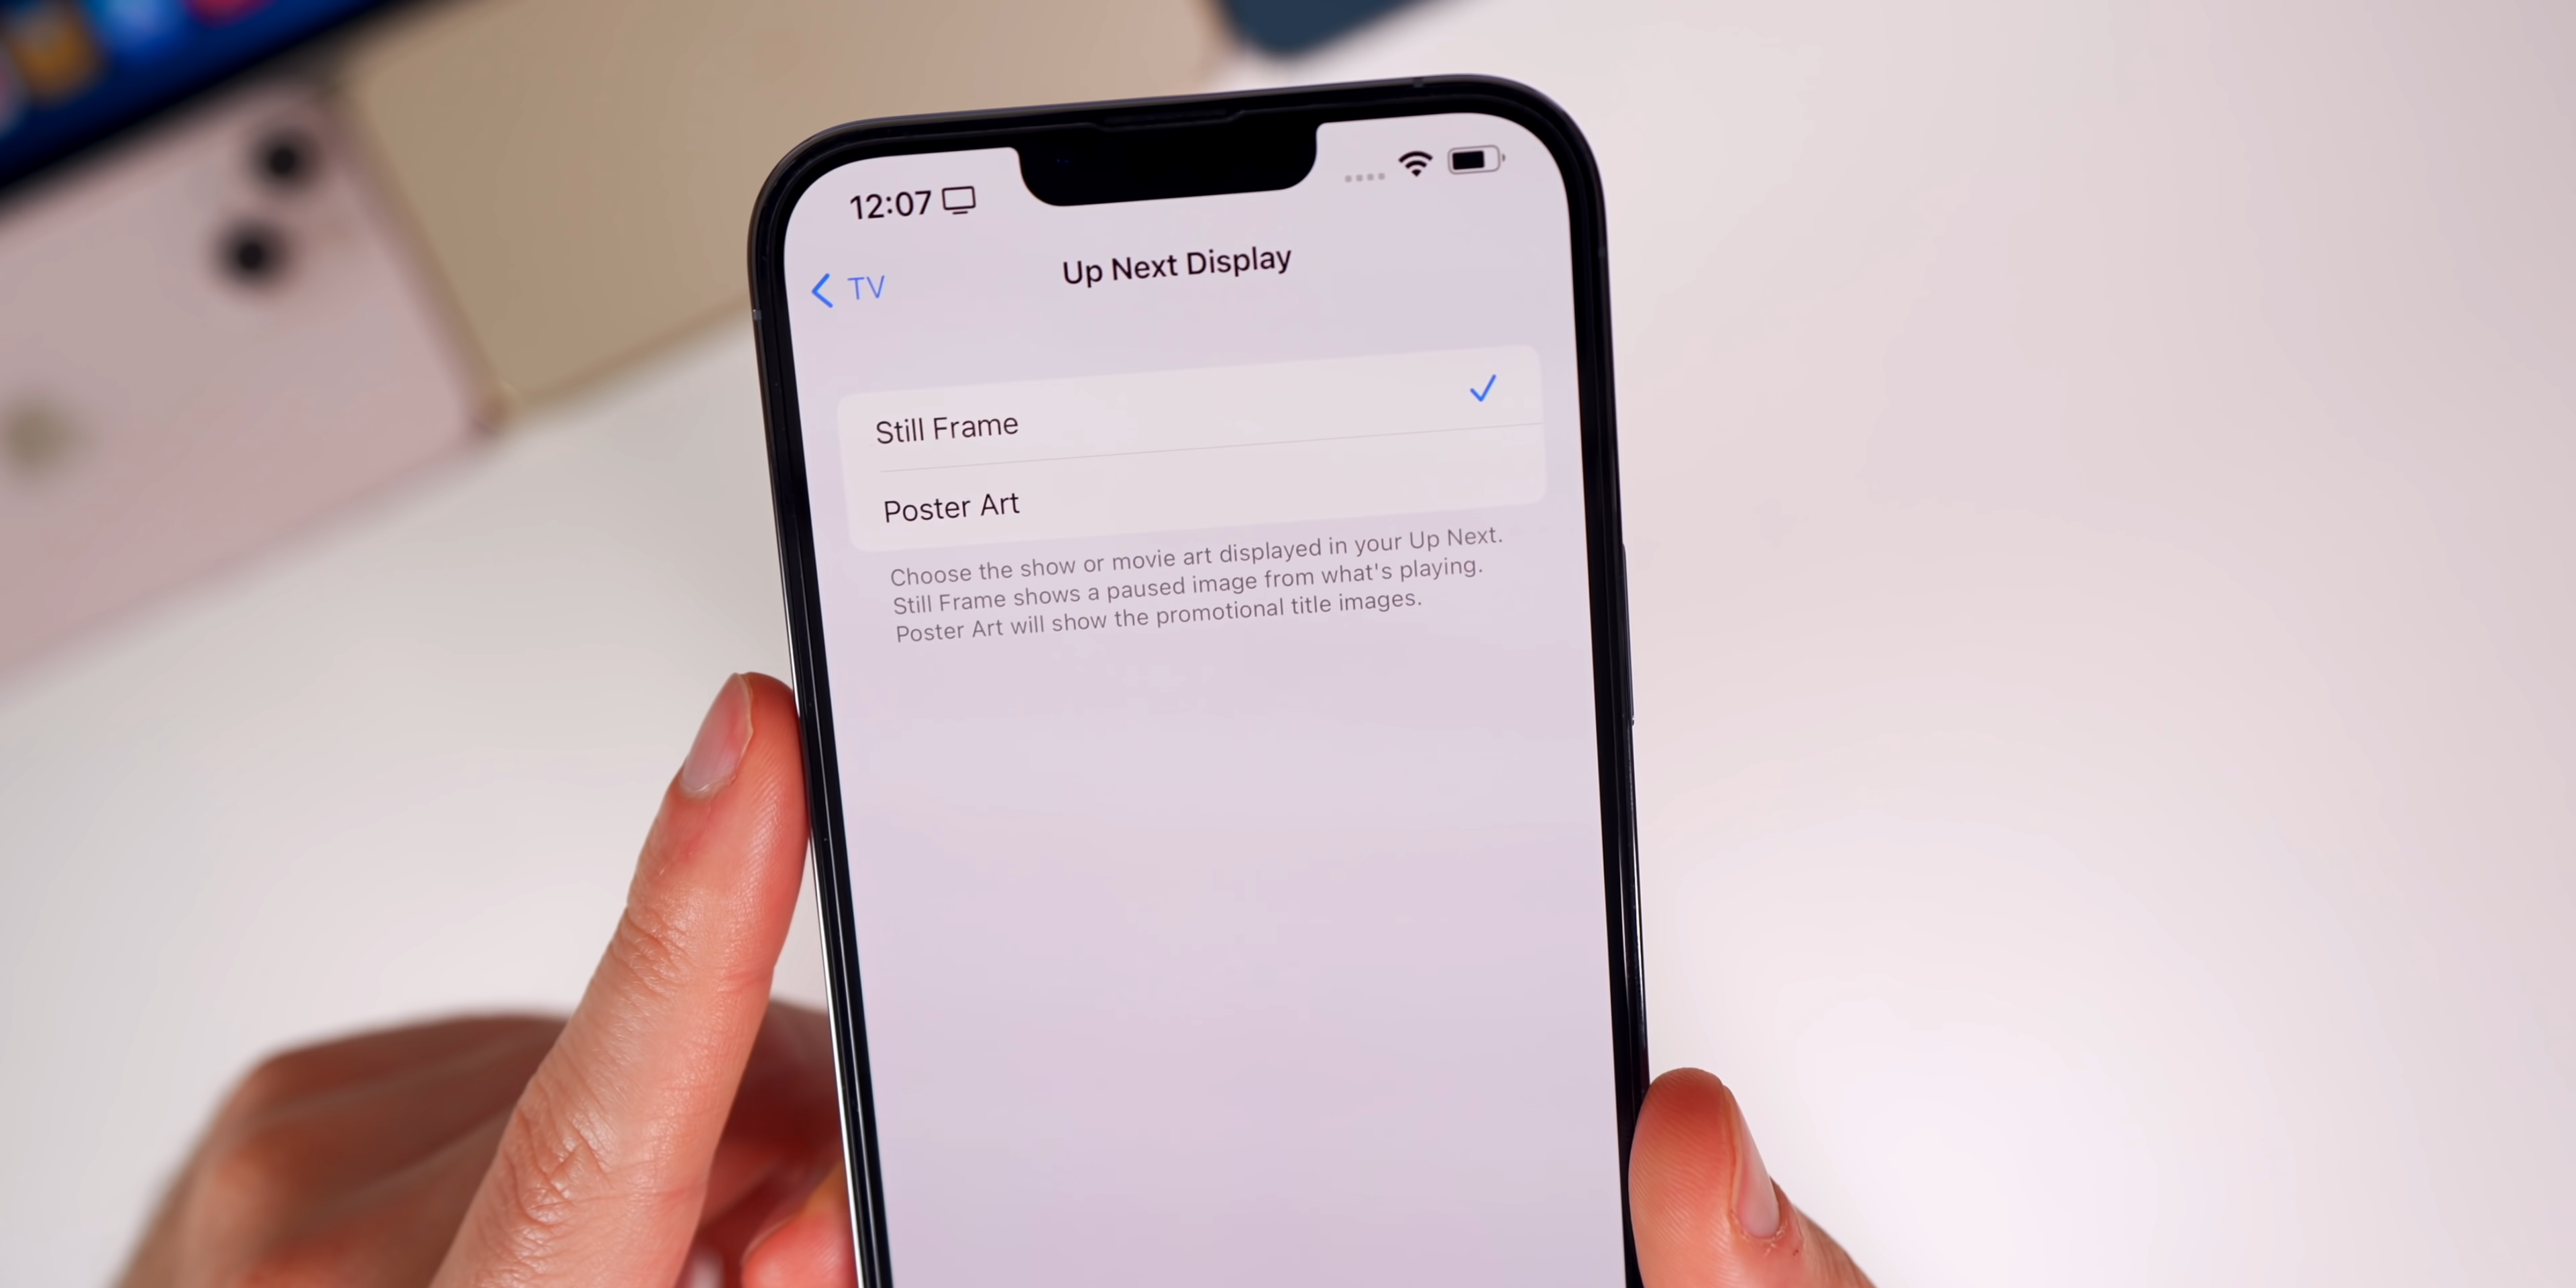 12:07
TV
Up Next Display
Still Frame
Poster Art
Choose the show or movie art displayed in your Up Next.
Still Frame shows a paused image from what's playing.
Poster Art will show the promotional title images.